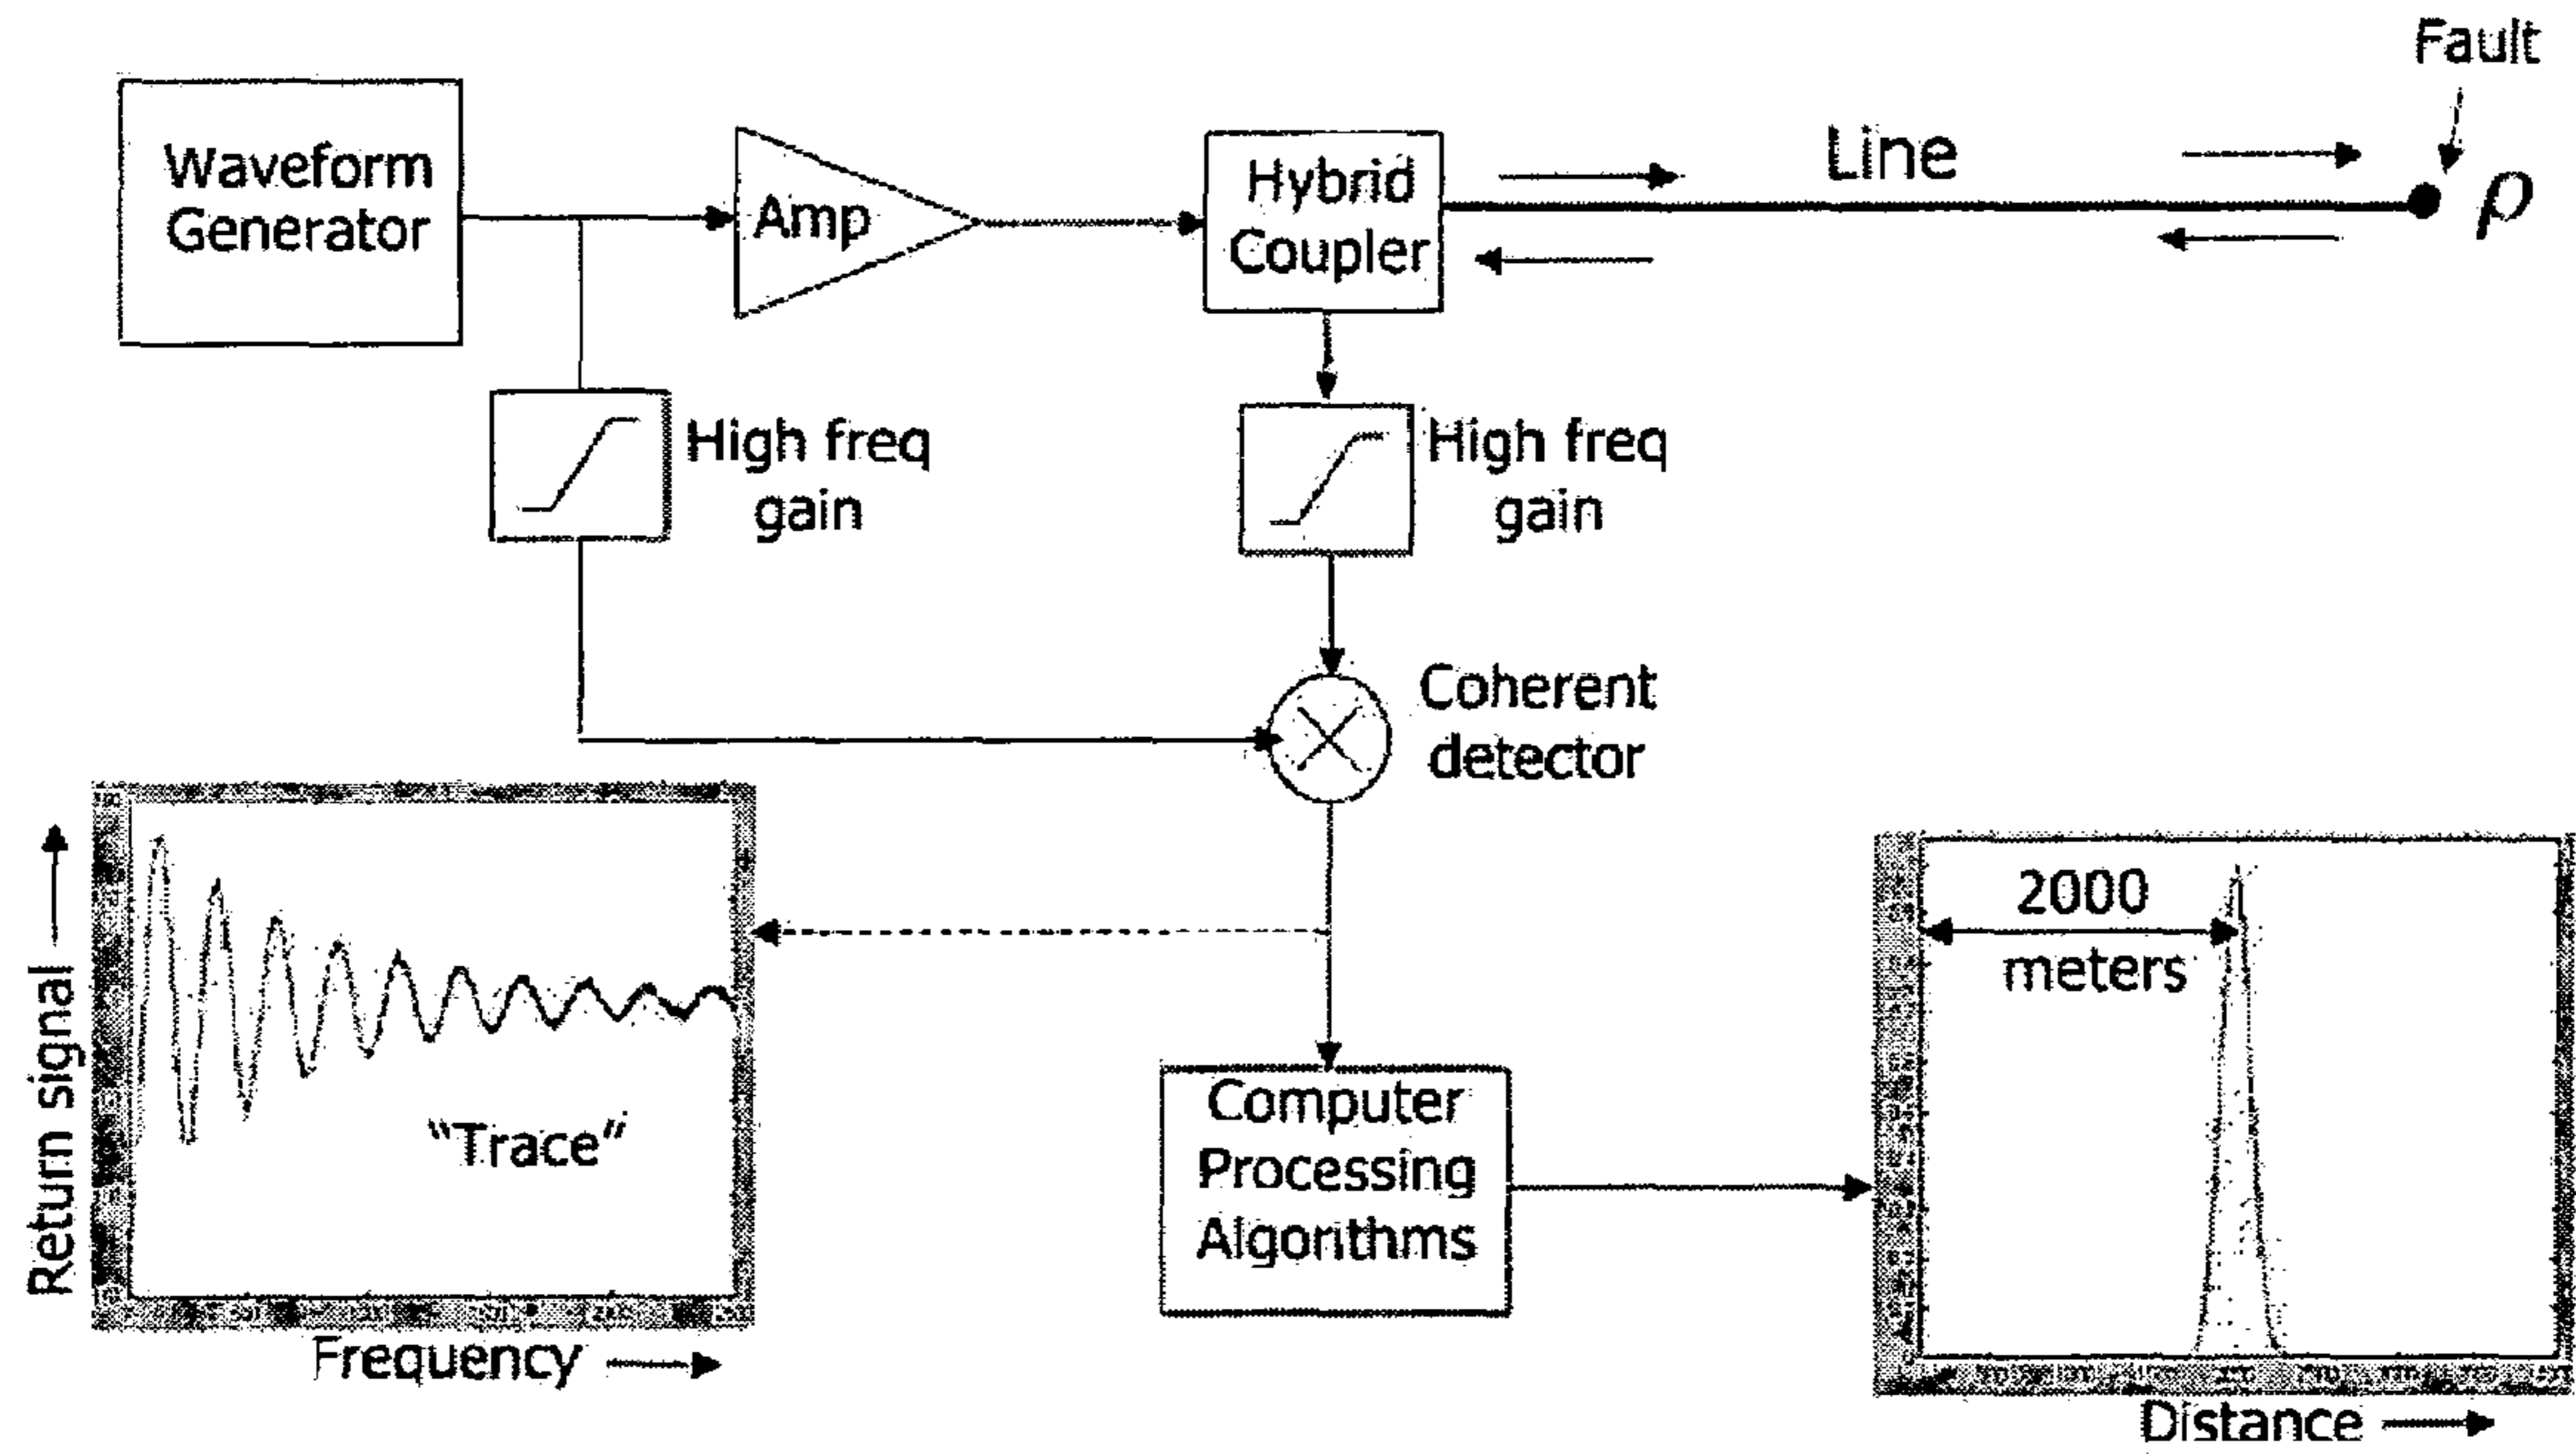 Fault
Waveform
Generator
Amp
Hybrid
Coupler
Line
ρ
High freq
gain
High freq
gain
Coherent
detector
Return signal
"Trace"
Frequency
Computer
Processing
Algorithms
2000
meters
Distance